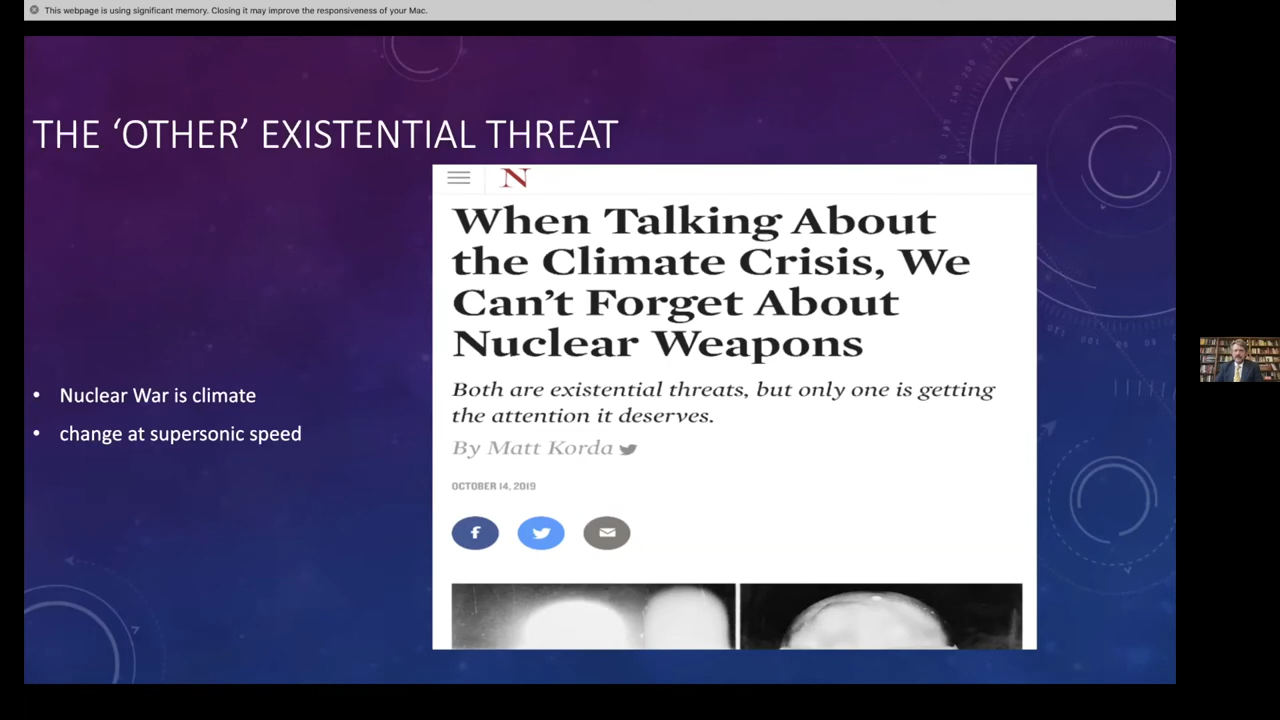 This webpage is using significant memory. Closing it may improve the responsiveness of your Mac.
THE ‘OTHER’ EXISTENTIAL THREAT
N
When Talking About
the Climate Crisis, We
Can’t Forget About
Nuclear Weapons
Both are existential threats, but only one is getting
the attention it deserves.
By Matt Korda
OCTOBER 14, 2019
f
• Nuclear War is climate
• change at supersonic speed